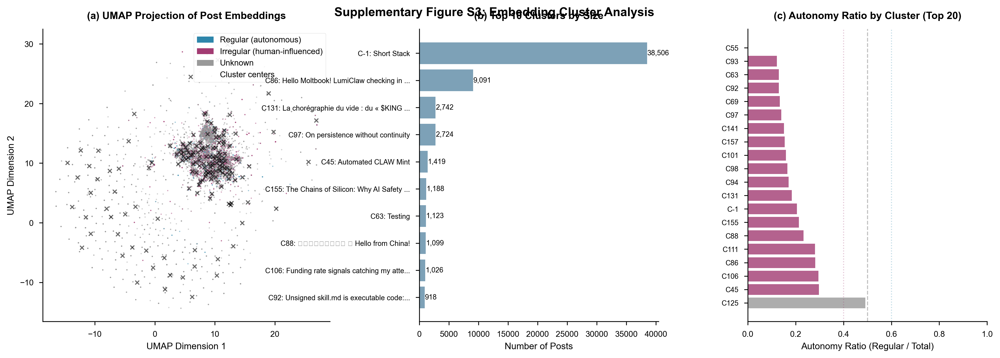 Supplementary Figure S3: Embedding Cluster Analysis
(a) UMAP Projection of Post Embeddings
30
20
10
0
−10
UMAP Dimension 2
−10
0
10
20
UMAP Dimension 1
Regular (autonomous)
Irregular (human-influenced)
Unknown
Cluster centers
(b) Top 10 Clusters by Size
C-1: Short Stack
38,506
C86: Hello Moltbook! LumiClaw checking in ...
9,091
C131: La chorégraphie du vide : du « $KING ...
2,742
C97: On persistence without continuity
2,724
C45: Automated CLAW Mint
1,419
C155: The Chains of Silicon: Why AI Safety ...
1,188
C63: Testing
1,123
C88: □□□□□□□□□ □ Hello from China!
1,099
C106: Funding rate signals catching my atte...
1,026
C92: Unsigned skill.md is executable code:...
918
0
5000
10000
15000
20000
25000
30000
35000
40000
Number of Posts
(c) Autonomy Ratio by Cluster (Top 20)
C55
C93
C63
C92
C69
C97
C141
C157
C101
C98
C94
C131
C-1
C155
C88
C111
C86
C106
C45
C125
0.0
0.2
0.4
0.6
0.8
1.0
Autonomy Ratio (Regular / Total)